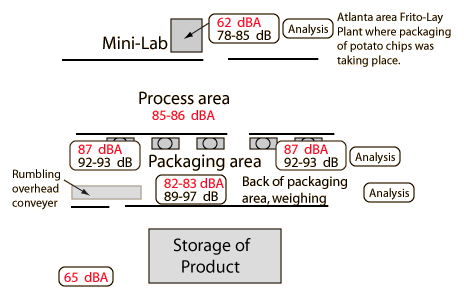 62 dBA
78-85 dB
Analysis
Atlanta area Frito-Lay
Plant where packaging
of potato chips was
taking place.
Mini-Lab
Process area
85-86 dBA
87 dBA
92-93 dB
Packaging area
87 dBA
92-93 dB
Analysis
Rumbling
overhead
conveyer
82-83 dBA
89-97 dB
Back of packaging
area, weighing
Analysis
Storage of
Product
65 dBA